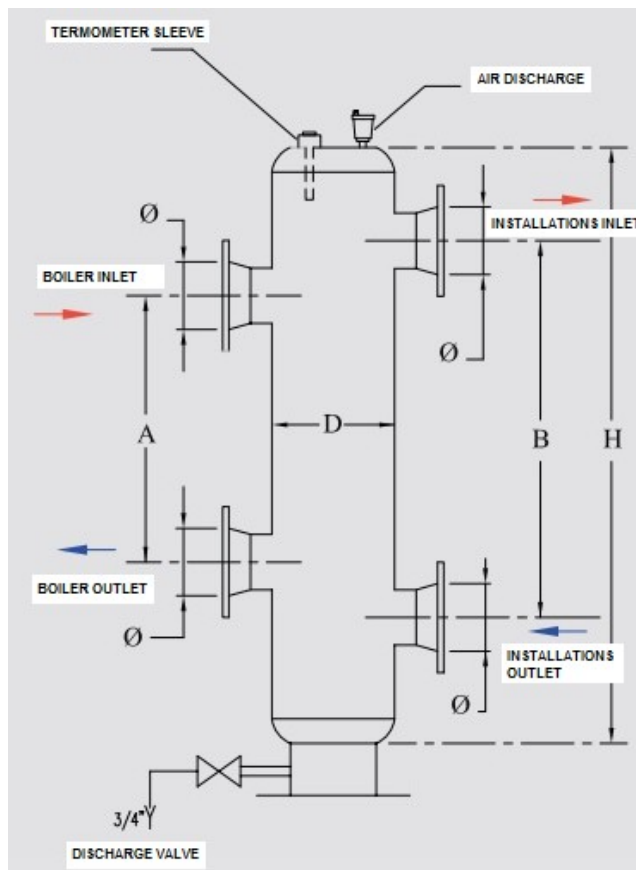 TERMOMETER SLEEVE
AIR DISCHARGE
Ø
INSTALLATIONS INLET
BOILER INLET
Ø
A
D
B
H
BOILER OUTLET
Ø
INSTALLATIONS
OUTLET
Ø
3/4"
DISCHARGE VALVE